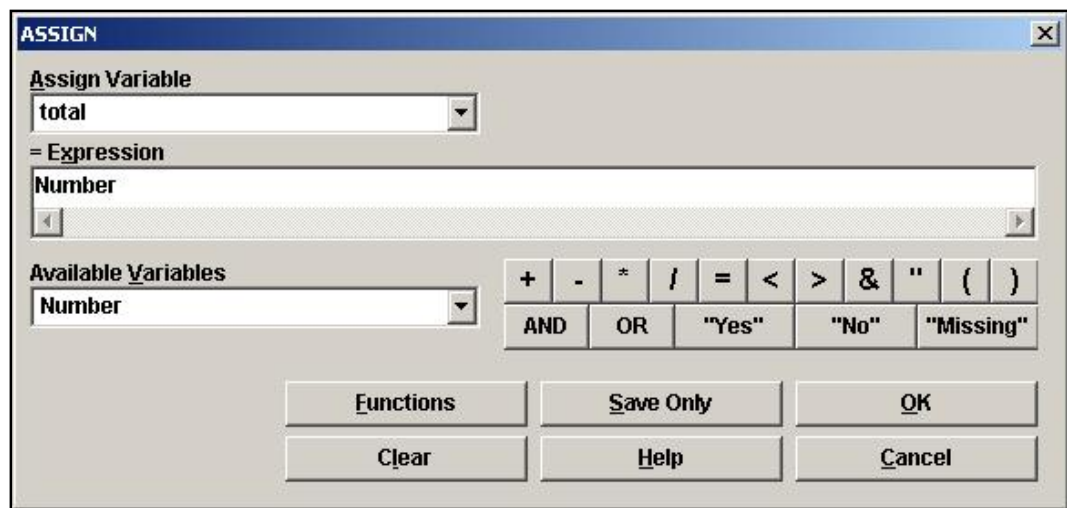 ASSIGN
Assign Variable
total
= Expression
Number
Available Variables
Number
+ - * / = < > & " ( )
AND OR "Yes" "No" "Missing"
Functions Save Only OK
Clear Help Cancel